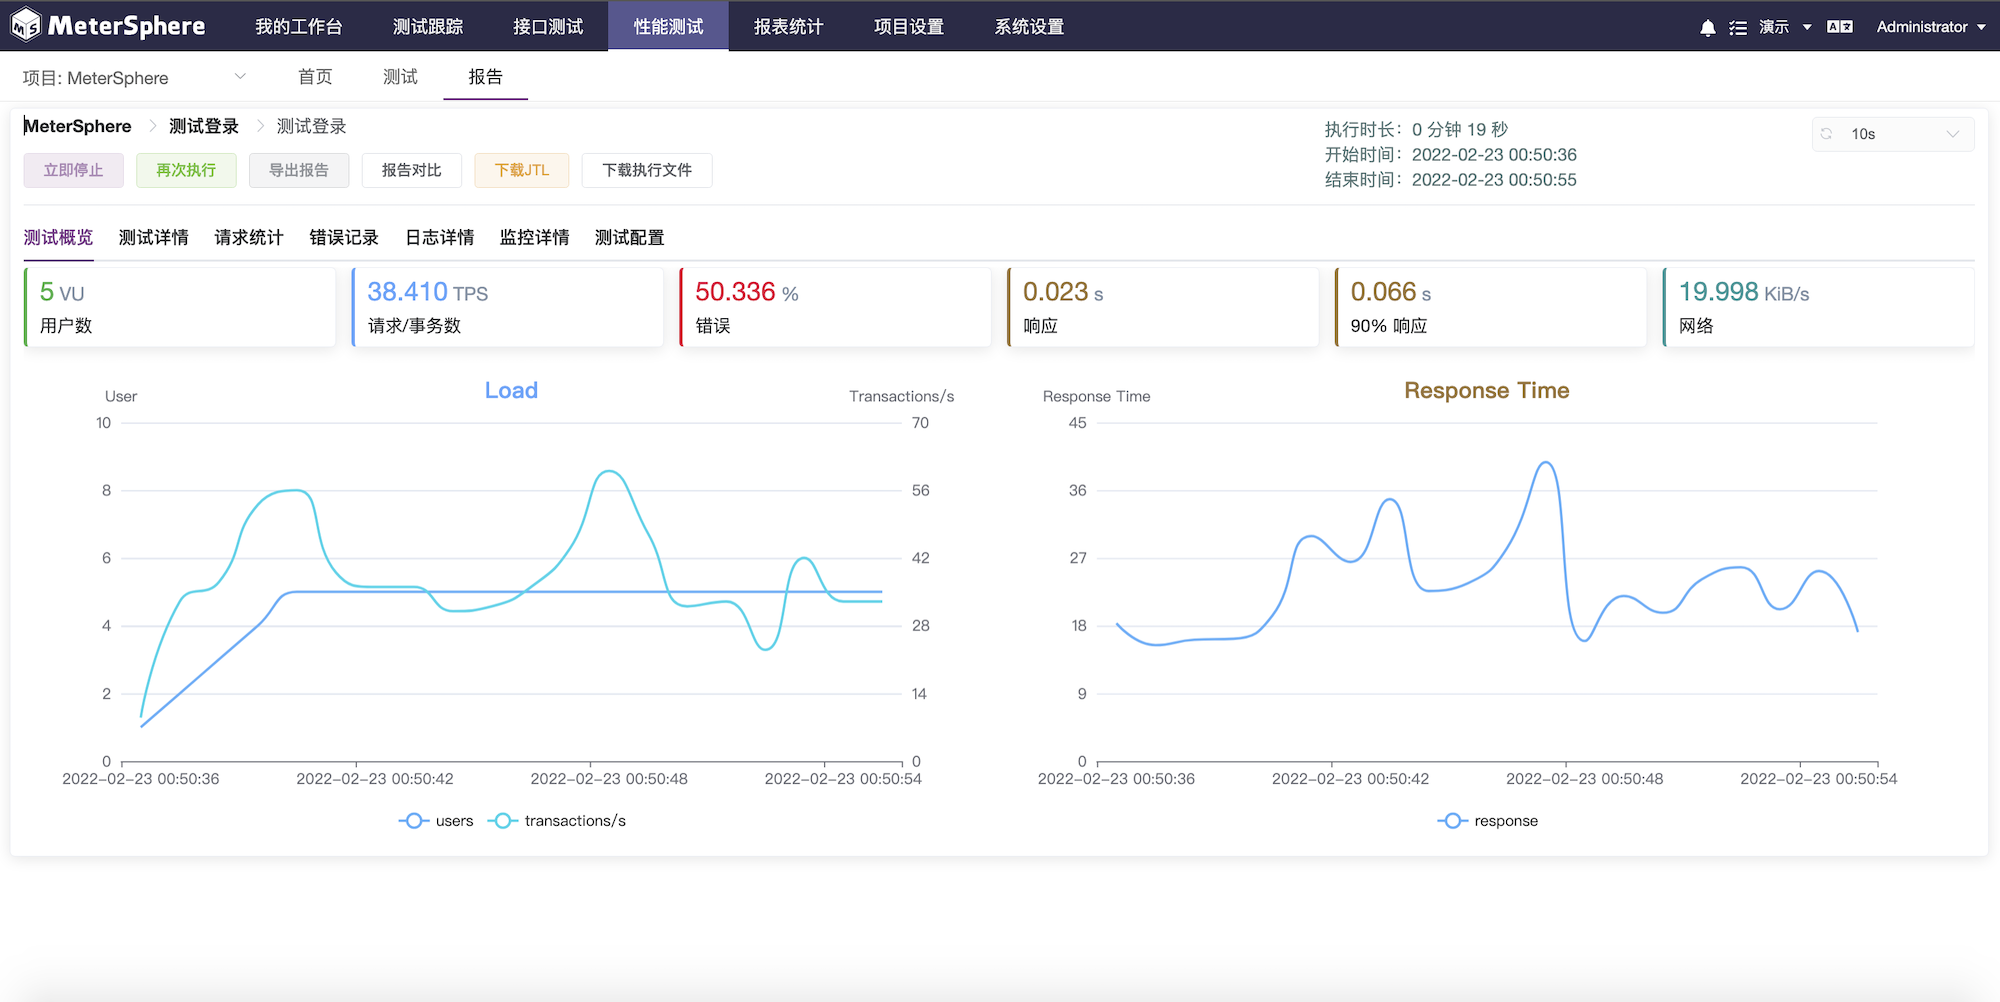 MeterSphere 我的工作台 测试跟踪 接口测试 性能测试 报表统计 项目设置 系统设置 演示 Administrator
项目: MeterSphere 首页 测试 报告
MeterSphere 测试登录 测试登录
执行时长： 0 分钟 19 秒
开始时间： 2022-02-23 00:50:36
结束时间： 2022-02-23 00:50:55
10s
立即停止 再次执行 导出报告 报告对比 下载JTL 下载执行文件
测试概览 测试详情 请求统计 错误记录 日志详情 监控详情 测试配置
5 VU
用户数
38.410 TPS
请求/事务数
50.336 %
错误
0.023 s
响应
0.066 s
90% 响应
19.998 KiB/s
网络
Load
User Transactions/s
10 70
8 56
6 42
4 28
2 14
0 0
2022-02-23 00:50:36 2022-02-23 00:50:42 2022-02-23 00:50:48 2022-02-23 00:50:54
users transactions/s
Response Time
Response Time
45
36
27
18
9
0
2022-02-23 00:50:36 2022-02-23 00:50:42 2022-02-23 00:50:48 2022-02-23 00:50:54
response